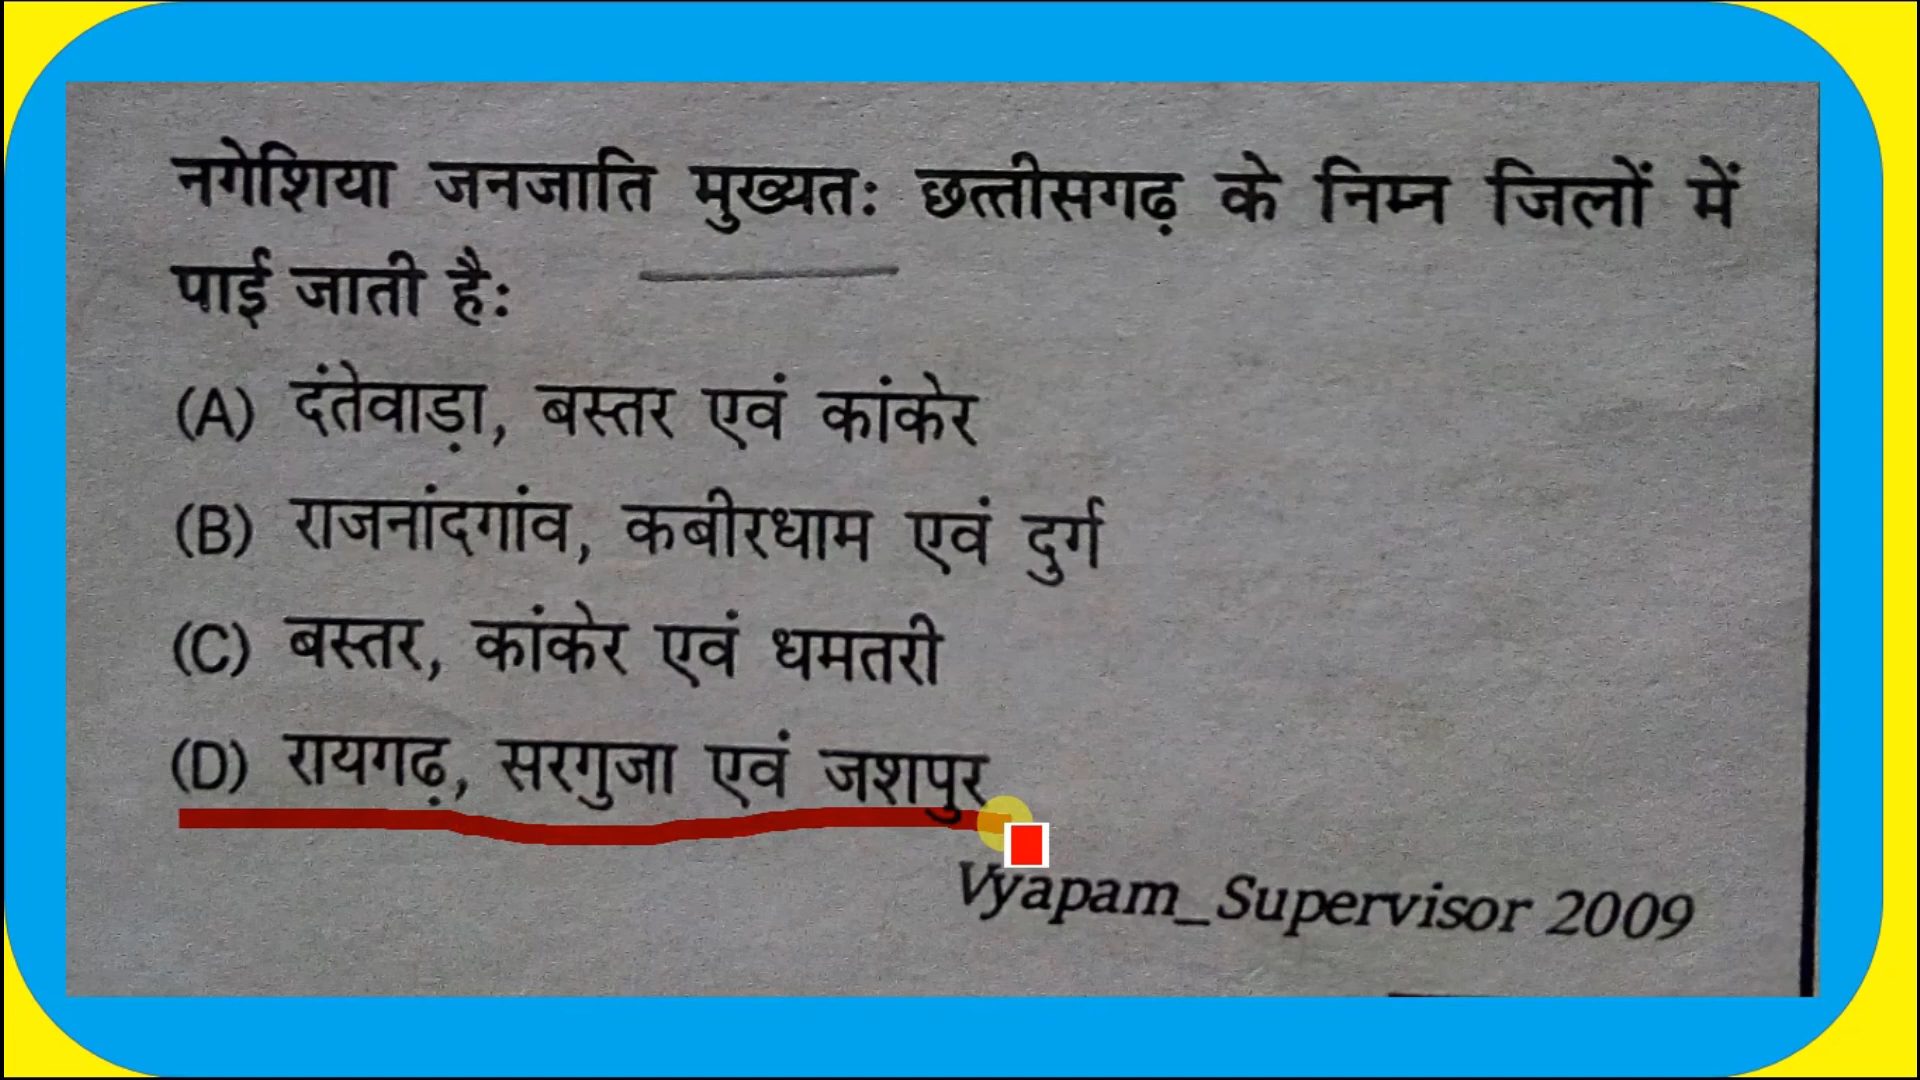 नगेशिया जनजाति मुख्यतः छत्तीसगढ़ के निम्न जिलों में
पाई जाती है:
(A) दंतेवाड़ा, बस्तर एवं कांकेर
(B) राजनांदगांव, कबीरधाम एवं दुर्ग
(C) बस्तर, कांकेर एवं धमतरी
(D) रायगढ़, सरगुजा एवं जशपुर
Vyapam_Supervisor 2009